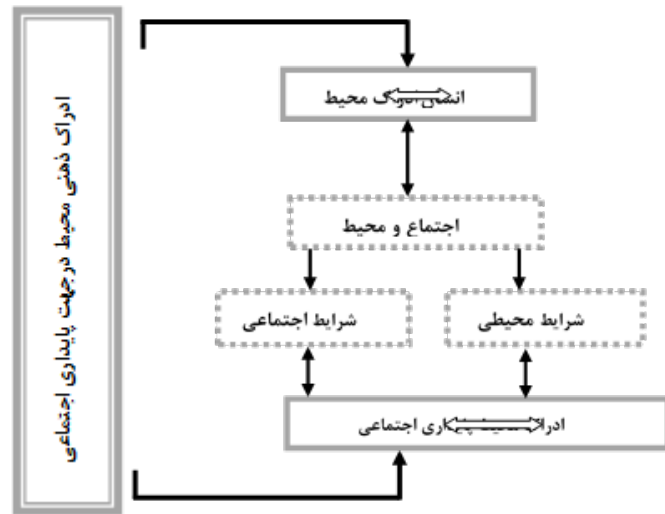 ادراک ذهنی محیط درجهت پایداری اجتماعی
محیط
اجتماع و محیط
شرایط اجتماعی
شرایط محیطی
اجتماعی